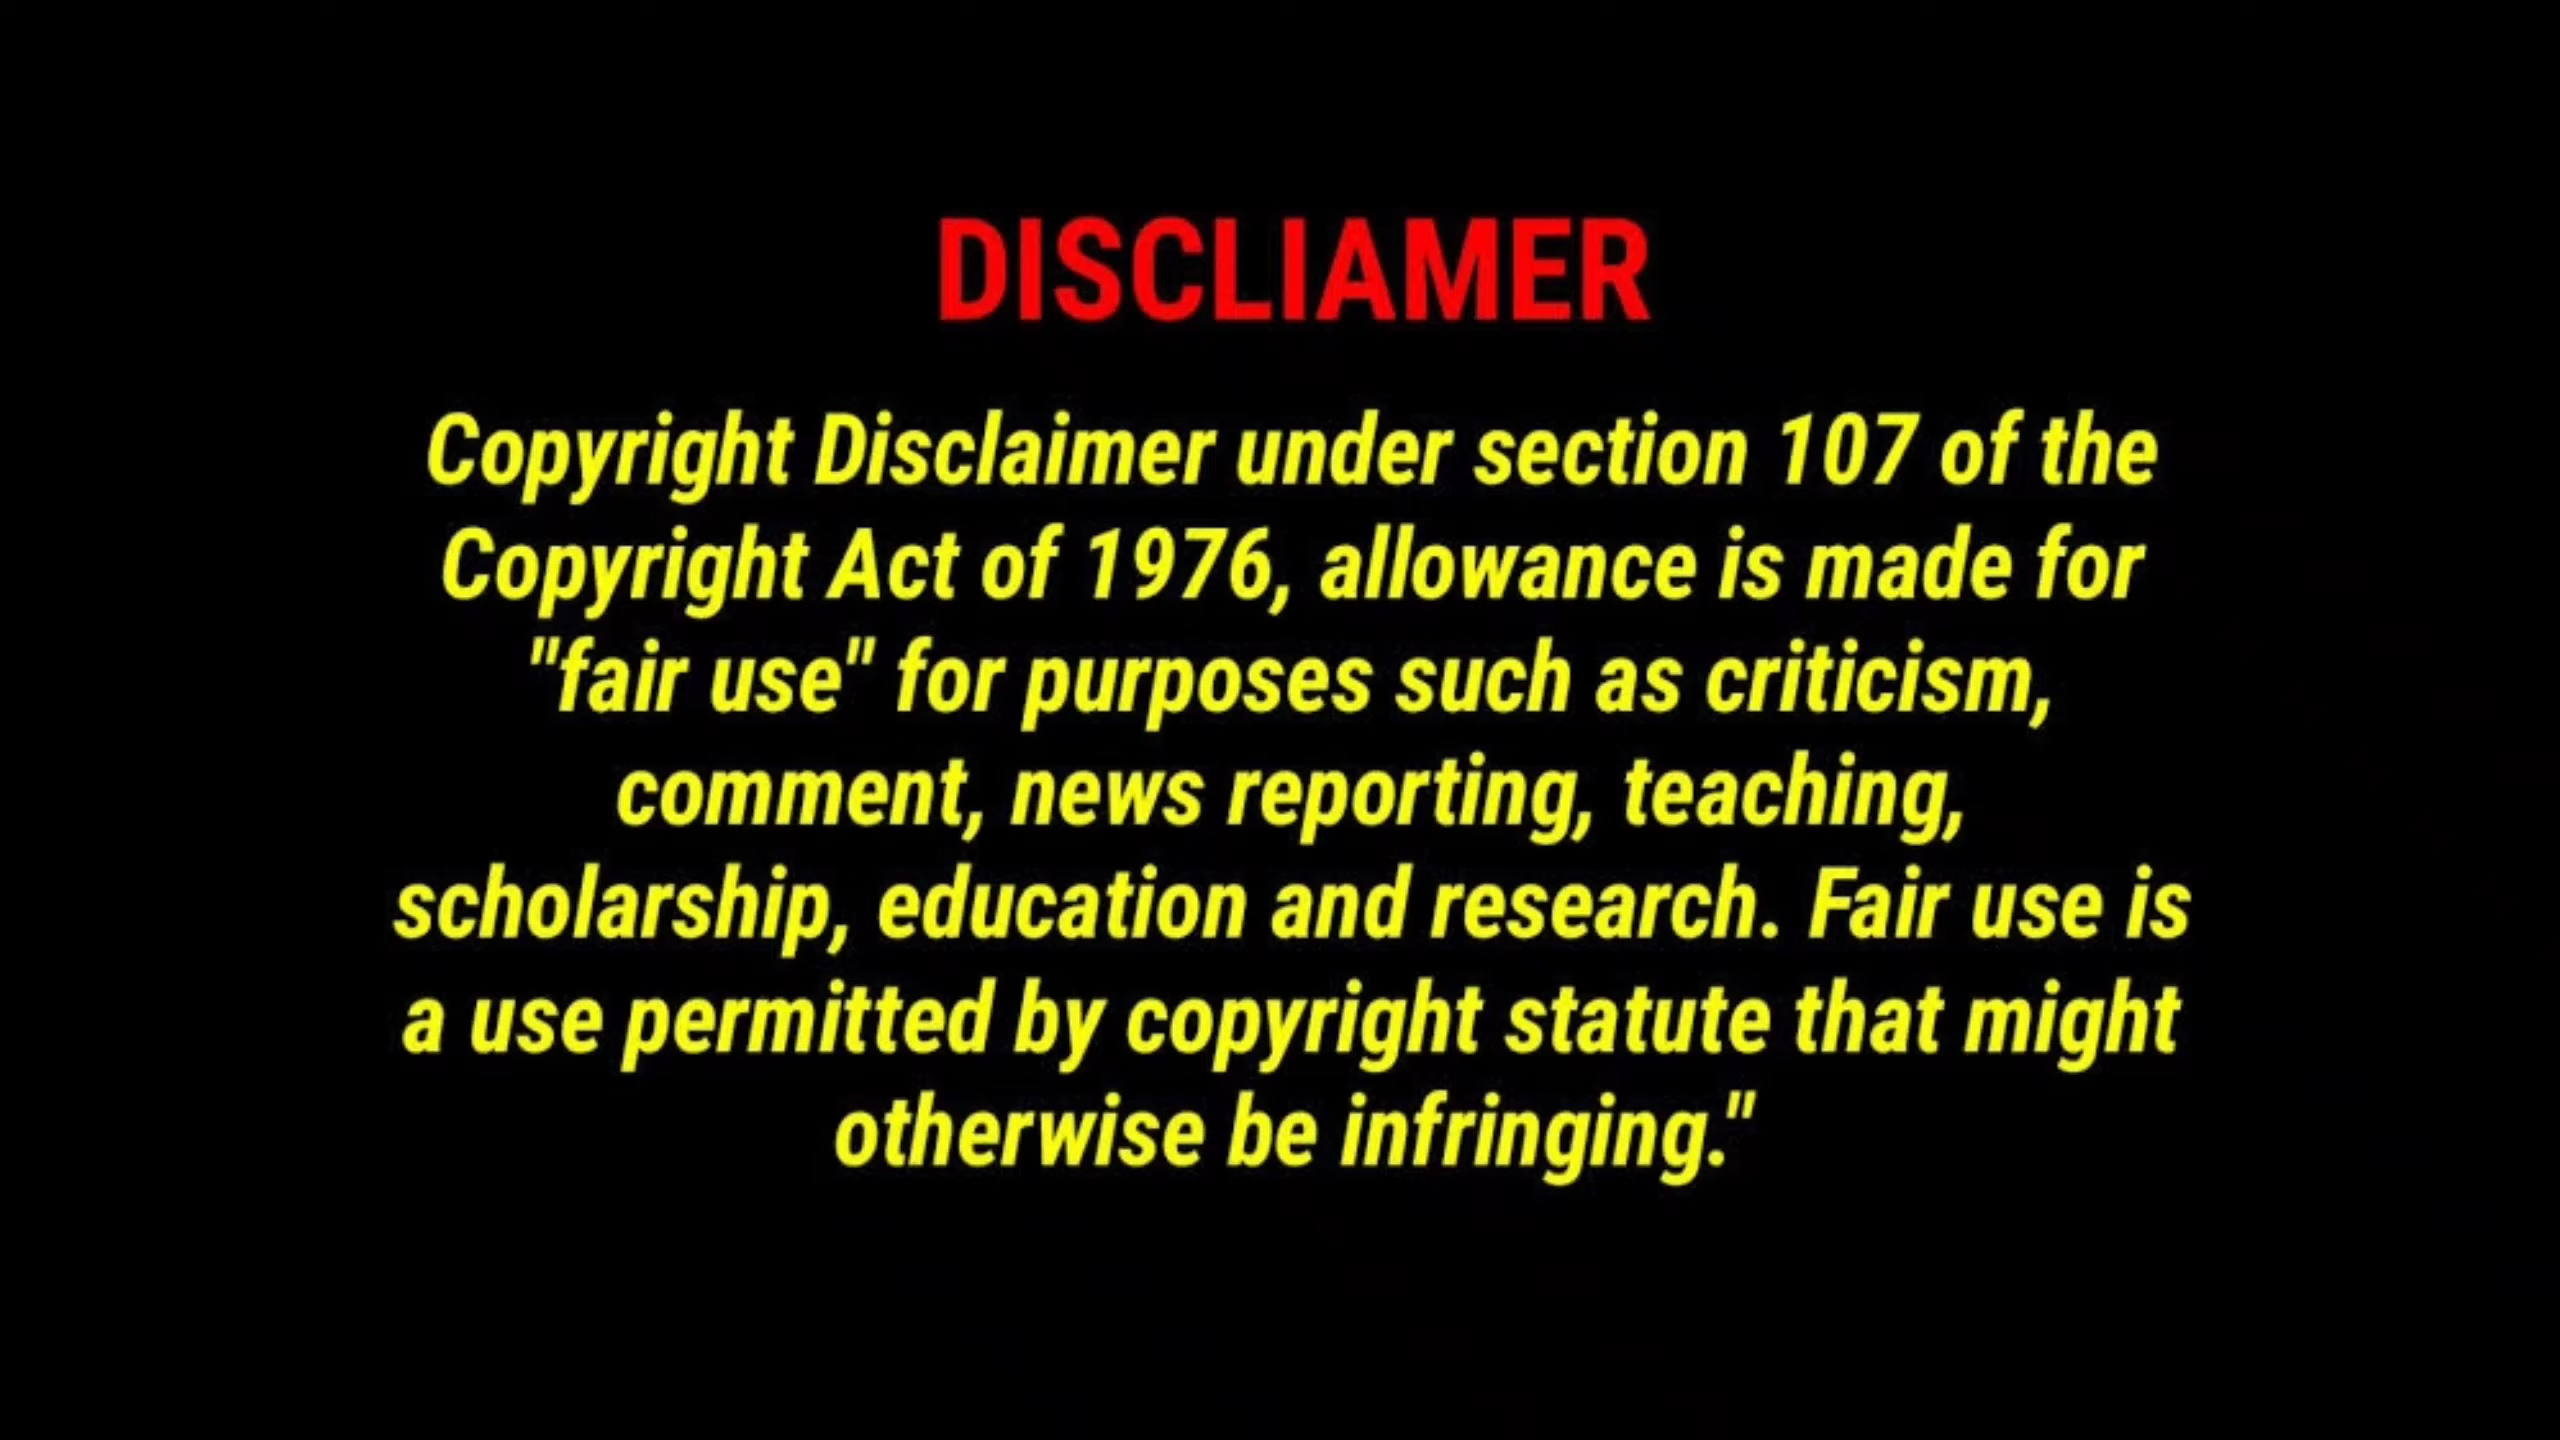 DISCLIAMER
Copyright Disclaimer under section 107 of the
Copyright Act of 1976, allowance is made for
"fair use" for purposes such as criticism,
comment, news reporting, teaching,
scholarship, education and research. Fair use is
a use permitted by copyright statute that might
otherwise be infringing."